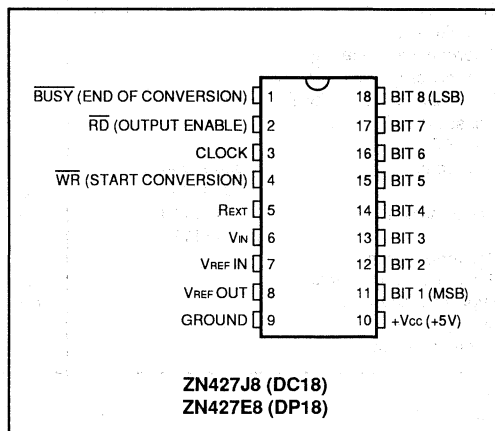 BUSY (END OF CONVERSION) 1 18 BIT 8 (LSB)
RD (OUTPUT ENABLE) 2 17 BIT 7
CLOCK 3 16 BIT 6
WR (START CONVERSION) 4 15 BIT 5
REXT 5 14 BIT 4
VIN 6 13 BIT 3
VREF IN 7 12 BIT 2
VREF OUT 8 11 BIT 1 (MSB)
GROUND 9 10 +VCC (+5V)
ZN427J8 (DC18)
ZN427E8 (DP18)